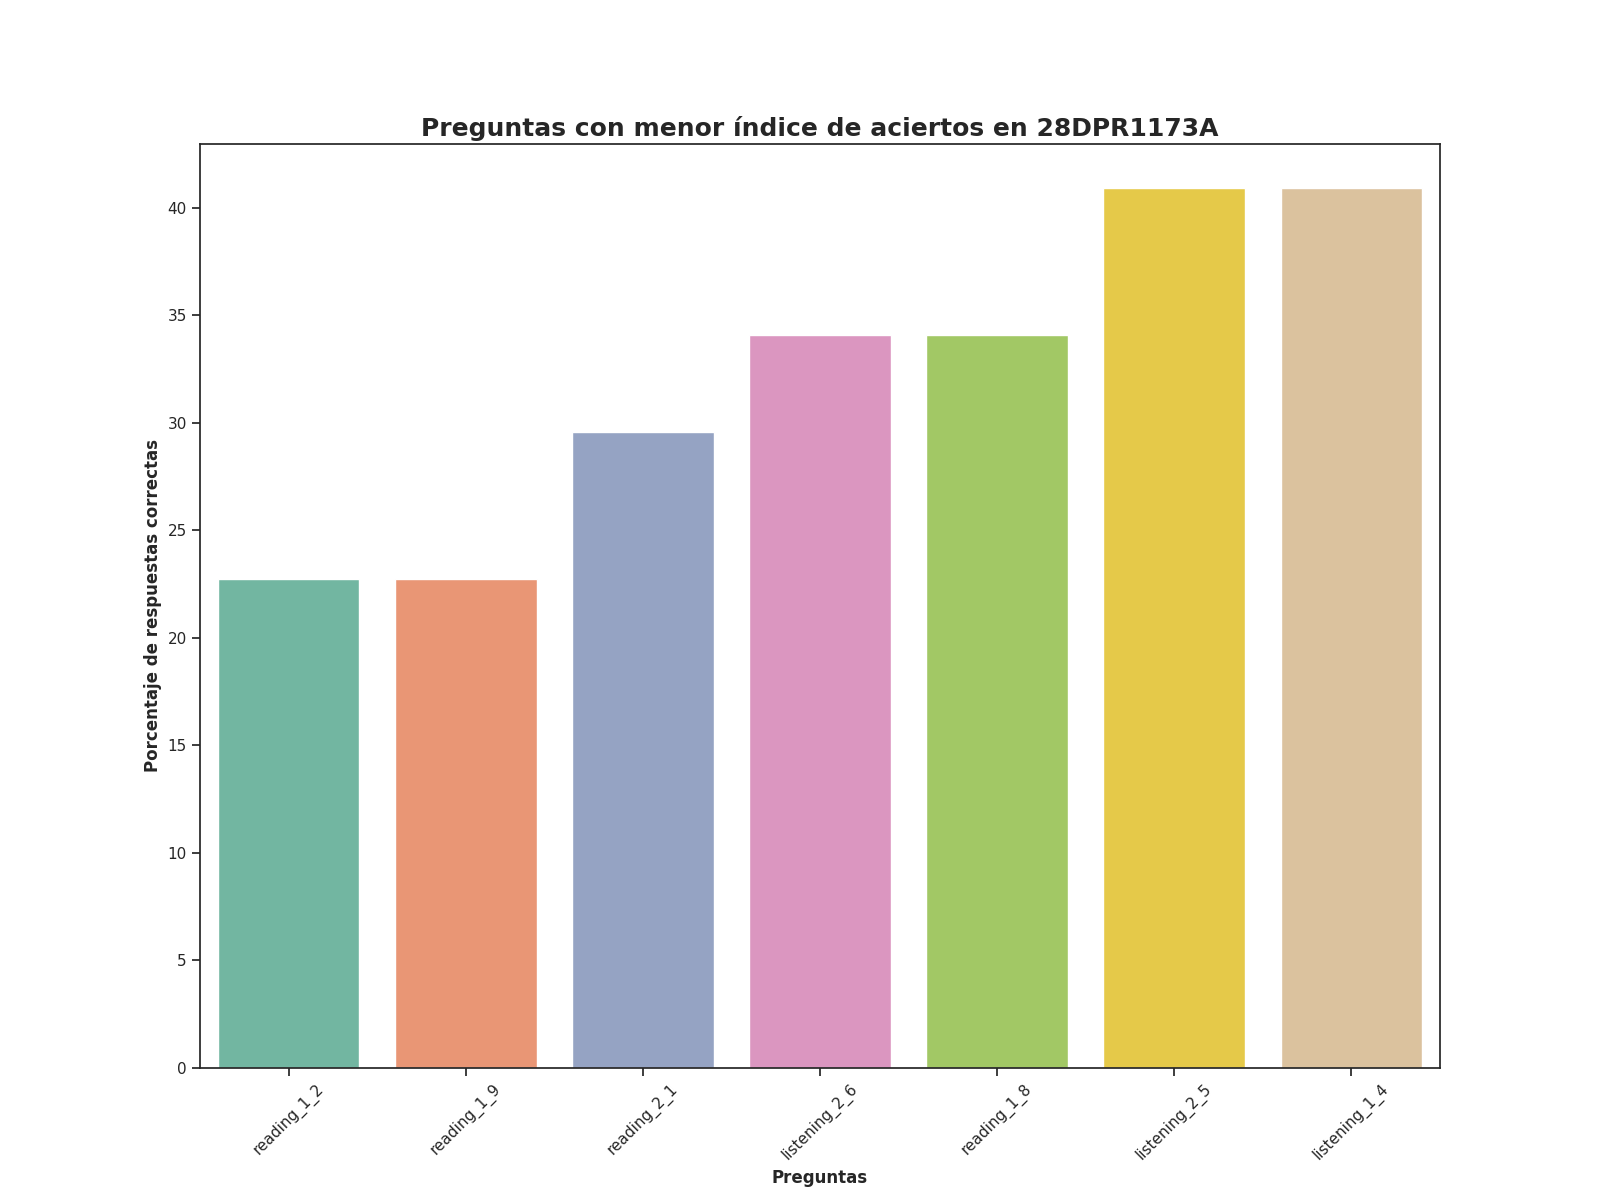 Preguntas con menor índice de aciertos en 28DPR1173A
Porcentaje de respuestas correctas
40
35
30
25
20
15
10
5
0
reading_1_2
reading_1_9
reading_2_1
listening_2_6
reading_1_8
listening_2_5
listening_1_4
Preguntas